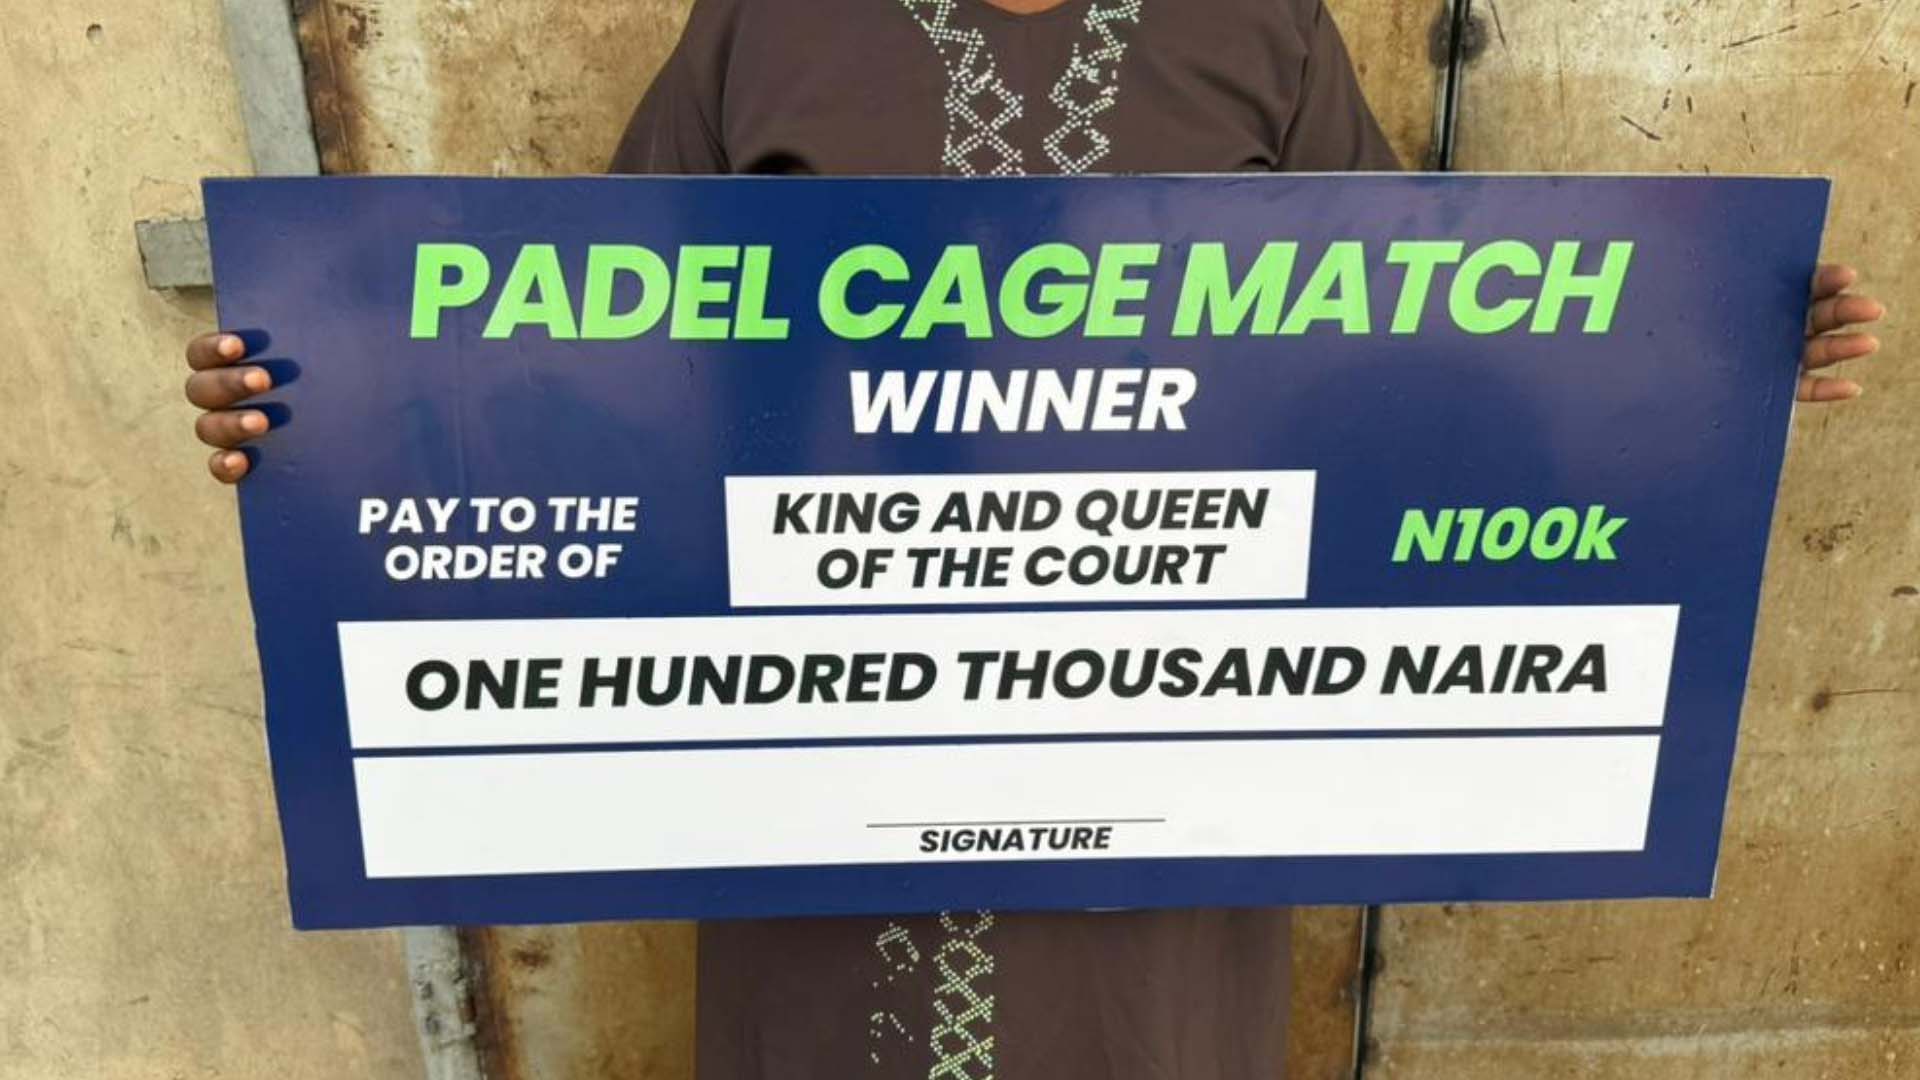 PADEL CAGE MATCH
WINNER
PAY TO THE
ORDER OF
KING AND QUEEN
OF THE COURT
N100k
ONE HUNDRED THOUSAND NAIRA
SIGNATURE